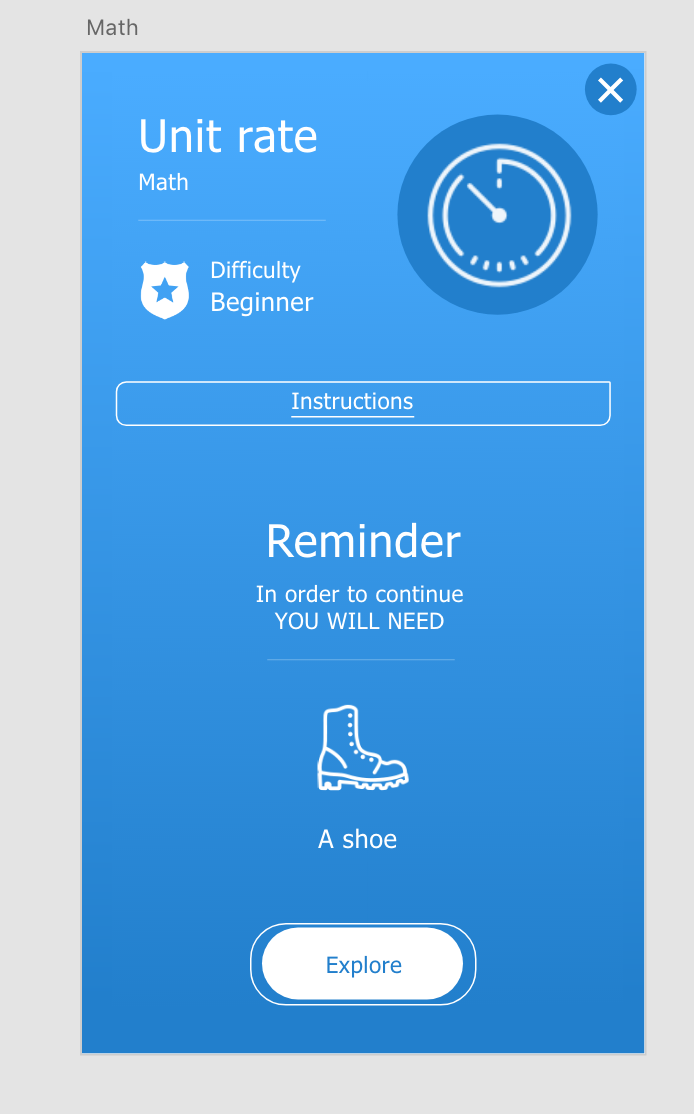 Math
Unit rate
Math
Difficulty
Beginner
Instructions
Reminder
In order to continue
YOU WILL NEED
A shoe
Explore